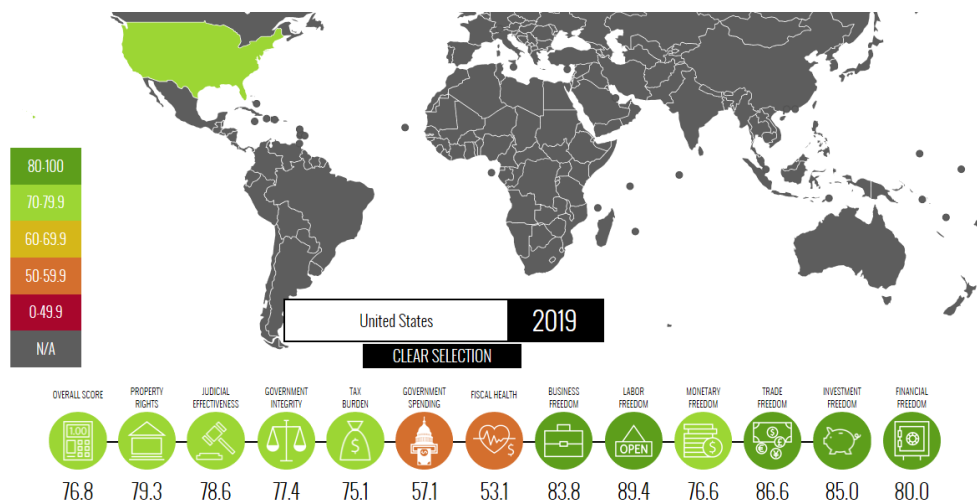 80-100
70-79.9
60-69.9
50-59.9
0-49.9
N/A
United States
2019
CLEAR SELECTION
OVERALL SCORE
PROPERTY
RIGHTS
JUDICIAL
EFFECTIVENESS
GOVERNMENT
INTEGRITY
TAX
BURDEN
GOVERNMENT
SPENDING
FISCAL HEALTH
BUSINESS
FREEDOM
LABOR
FREEDOM
MONETARY
FREEDOM
TRADE
FREEDOM
INVESTMENT
FREEDOM
FINANCIAL
FREEDOM
1.00
$
$
OPEN
$
$
£
€
¥
76.8
79.3
78.6
77.4
75.1
57.1
53.1
83.8
89.4
76.6
86.6
85.0
80.0